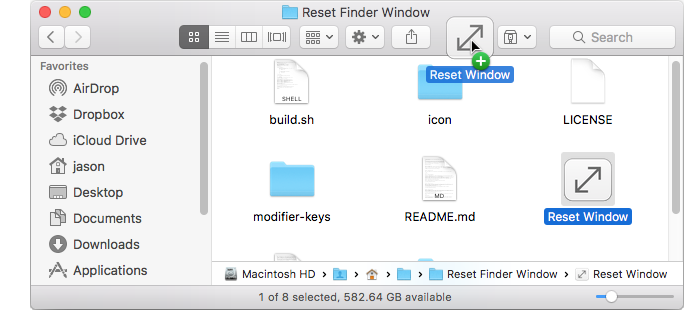 Reset Finder Window
Search
Reset Window
Favorites
AirDrop
Dropbox
iCloud Drive
jason
Desktop
Documents
Downloads
Applications
SHELL
build.sh
icon
LICENSE
modifier-keys
MD
README.md
Reset Window
Macintosh HD › › › › Reset Finder Window › Reset Window
1 of 8 selected, 582.64 GB available